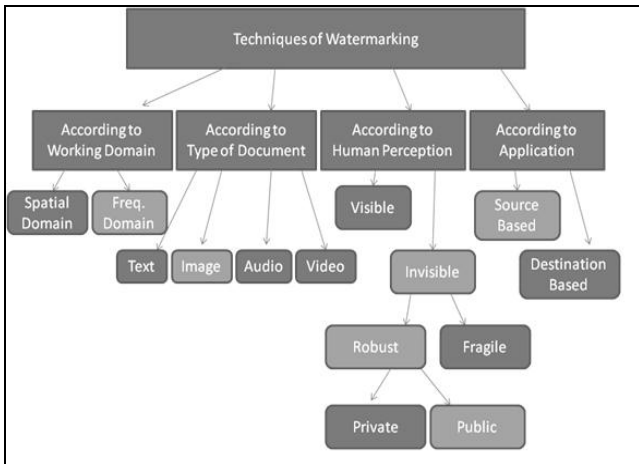 Techniques of Watermarking
According to
Working Domain
According to
Type of Document
According to
Human Perception
According to
Application
Spatial
Domain
Freq.
Domain
Visible
Source
Based
Text
Image
Audio
Video
Invisible
Destination
Based
Robust
Fragile
Private
Public